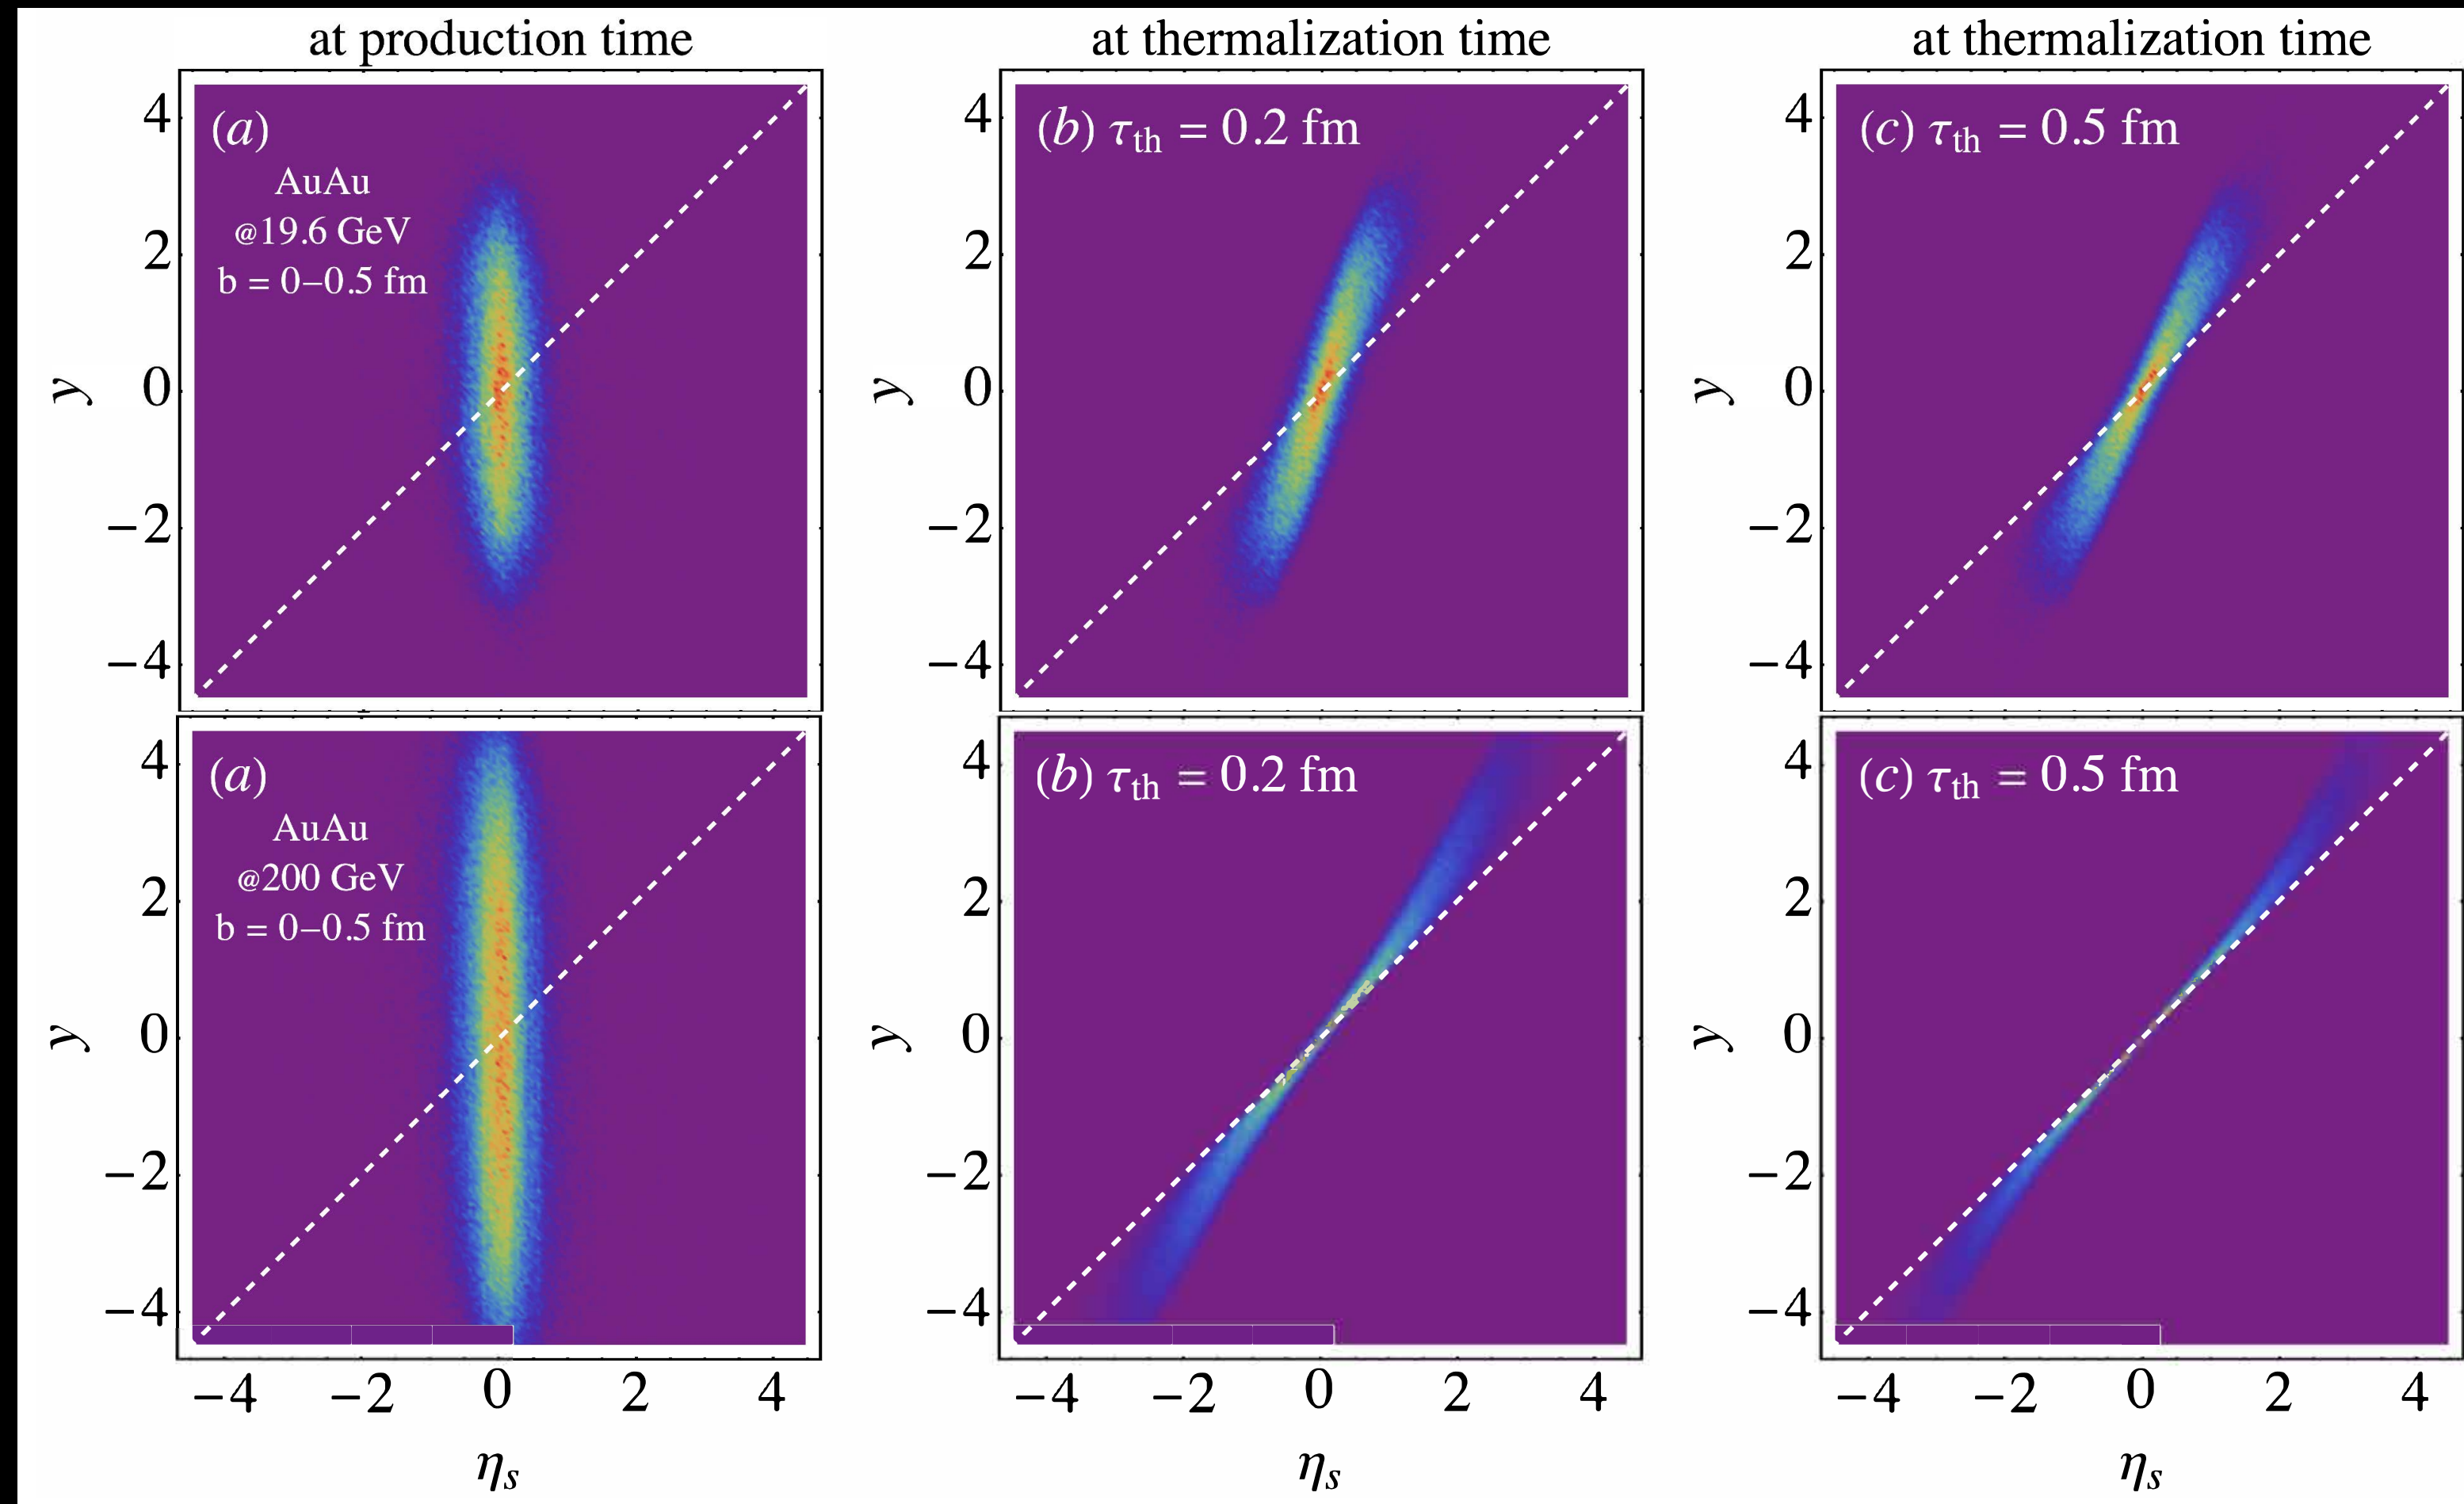 at production time
at thermalization time
at thermalization time
4
(a)
AuAu
@19.6 GeV
b = 0–0.5 fm
2
y
0
−2
−4
4
(b) τth = 0.2 fm
2
y
0
−2
−4
4
(c) τth = 0.5 fm
2
y
0
−2
−4
4
(a)
AuAu
@200 GeV
b = 0–0.5 fm
2
y
0
−2
−4
−4 −2 0 2 4
ηs
4
(b) τth = 0.2 fm
2
y
0
−2
−4
−4 −2 0 2 4
ηs
4
(c) τth = 0.5 fm
2
y
0
−2
−4
−4 −2 0 2 4
ηs